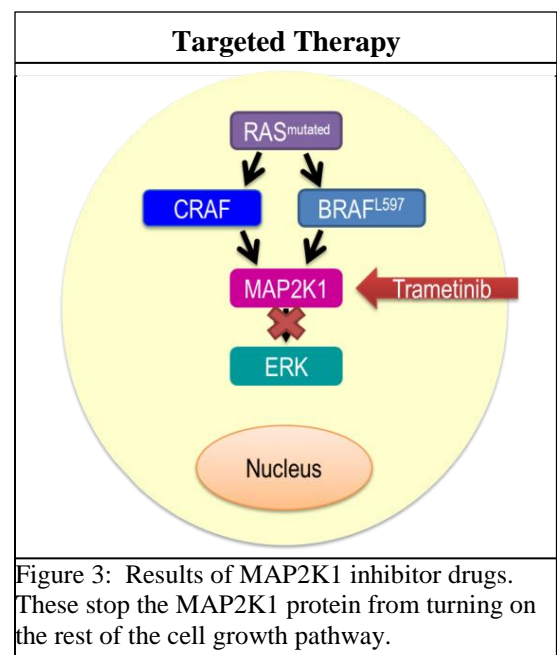 Targeted Therapy
RASmutated
CRAF
BRAFL597
MAP2K1
Trametinib
ERK
Nucleus
Figure 3:  Results of MAP2K1 inhibitor drugs.
These stop the MAP2K1 protein from turning on
the rest of the cell growth pathway.